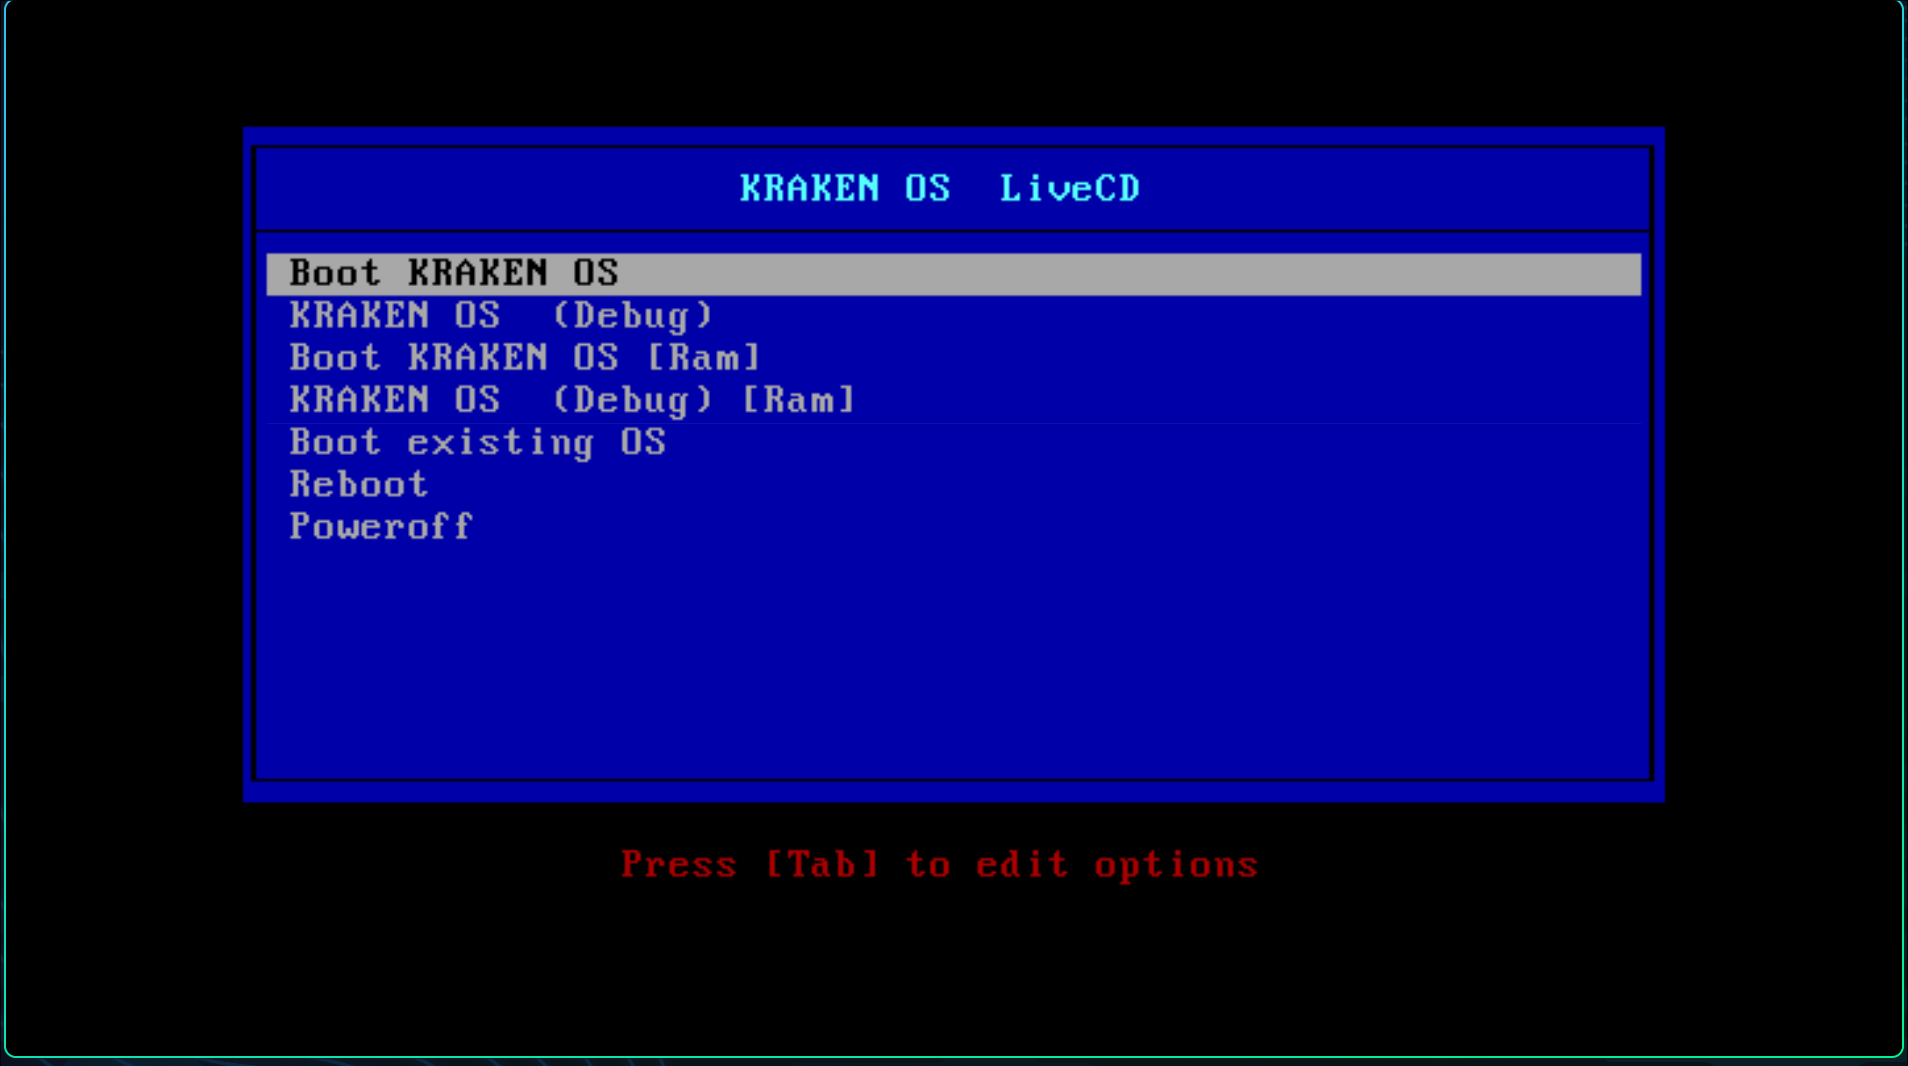 KRAKEN OS  LiveCD
Boot KRAKEN OS
KRAKEN OS  (Debug)
Boot KRAKEN OS [Ram]
KRAKEN OS  (Debug) [Ram]
Boot existing OS
Reboot
Poweroff
Press [Tab] to edit options